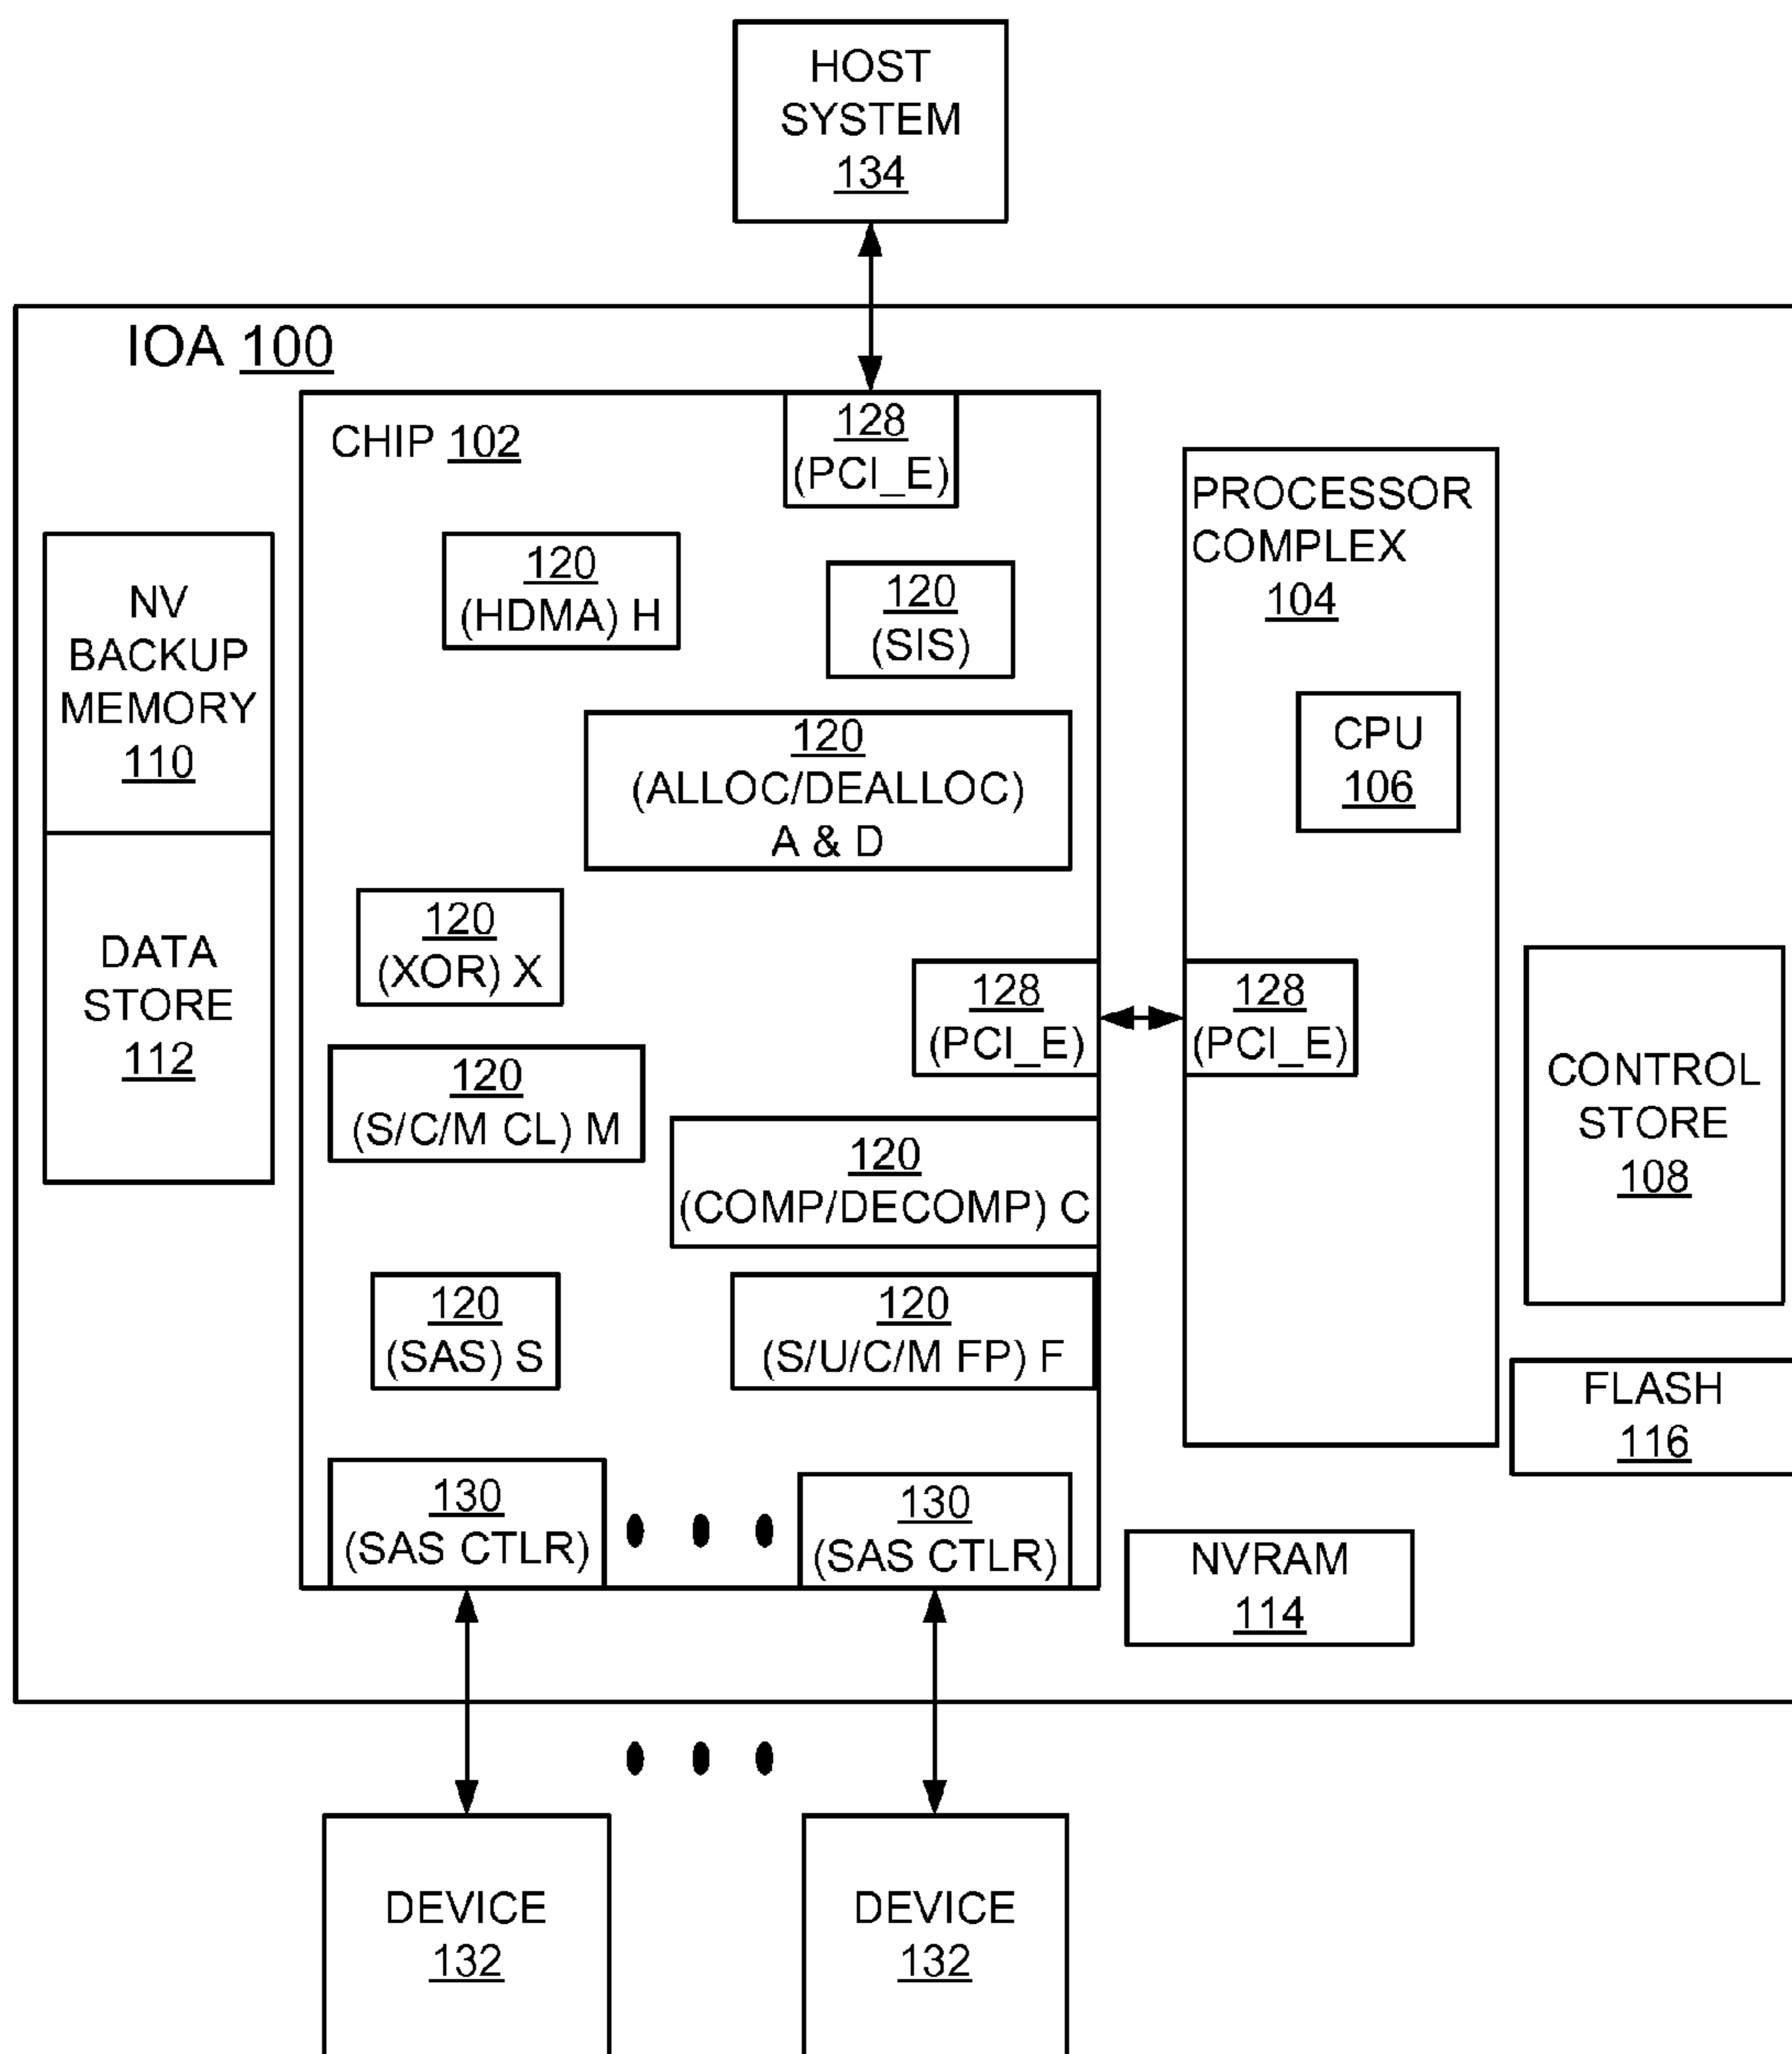 HOST
SYSTEM
134
IOA 100
CHIP 102
128
(PCI_E)
PROCESSOR
COMPLEX
104
NV
BACKUP
MEMORY
110
120
(HDMA) H
120
(SIS)
CPU
106
120
(ALLOC/DEALLOC)
A & D
DATA
STORE
112
120
(XOR) X
128
(PCI_E)
128
(PCI_E)
CONTROL
STORE
108
120
(S/C/M CL) M
120
(COMP/DECOMP) C
120
(SAS) S
120
(S/U/C/M FP) F
FLASH
116
130
(SAS CTLR)
130
(SAS CTLR)
NVRAM
114
DEVICE
132
DEVICE
132